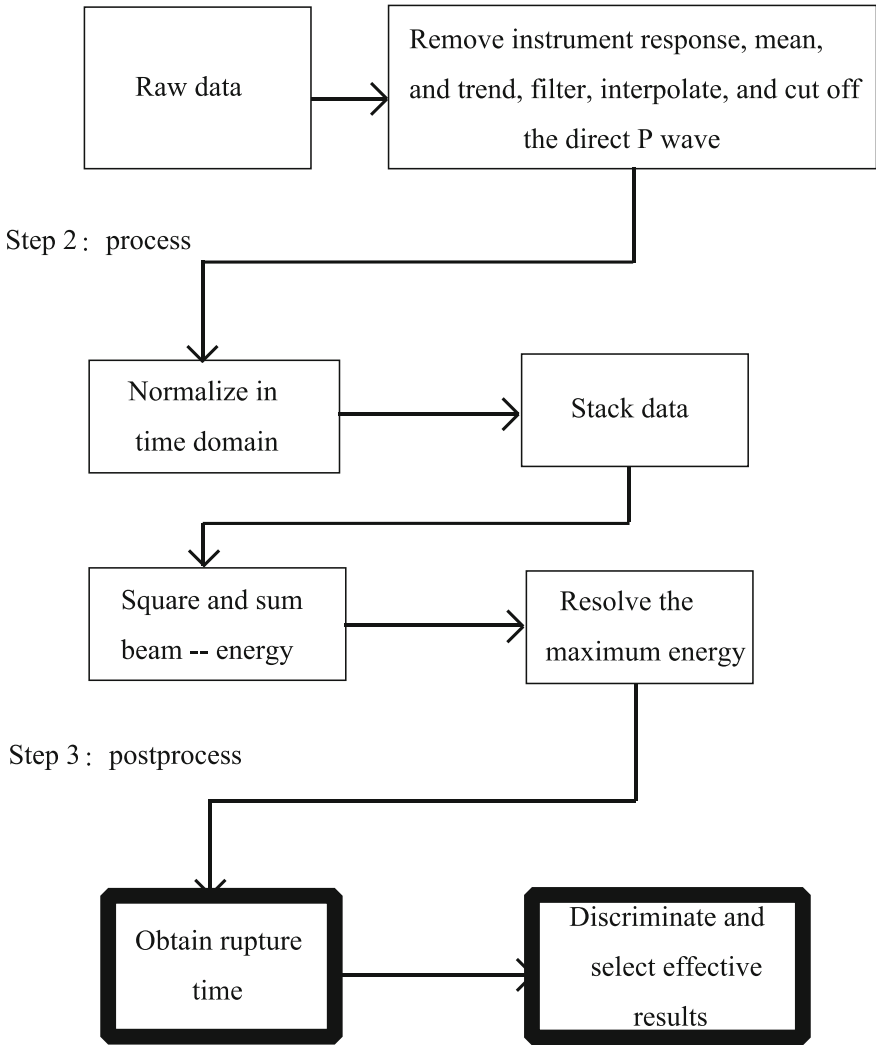 Raw data
Remove instrument response, mean,
and trend, filter, interpolate, and cut off
the direct P wave
Step 2：process
Normalize in
time domain
Stack data
Square and sum
beam -- energy
Resolve the
maximum energy
Step 3：postprocess
Obtain rupture
time
Discriminate and
select effective
results